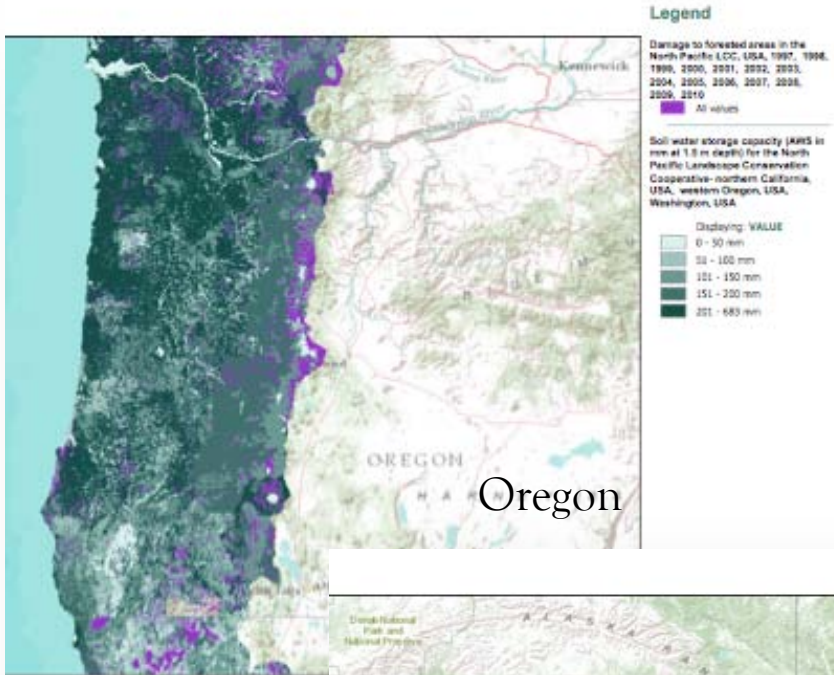 Legend
Damage to forested areas in the
North Pacific LCC, USA, 1997, 1998,
1999, 2000, 2001, 2002, 2003,
2004, 2005, 2006, 2007, 2008,
2009, 2010
All values
Soil water storage capacity (AWS in
mm at 1.5 m depth) for the North
Pacific Landscape Conservation
Cooperative- northern California,
USA, western Oregon, USA,
Washington, USA
Displaying: VALUE
0 - 50 mm
51 - 100 mm
101 - 150 mm
151 - 200 mm
201 - 683 mm
Kennewick
OREGON
Oregon
H A R N
Denali National
Park and
National Preserve
A L A S K A R A N